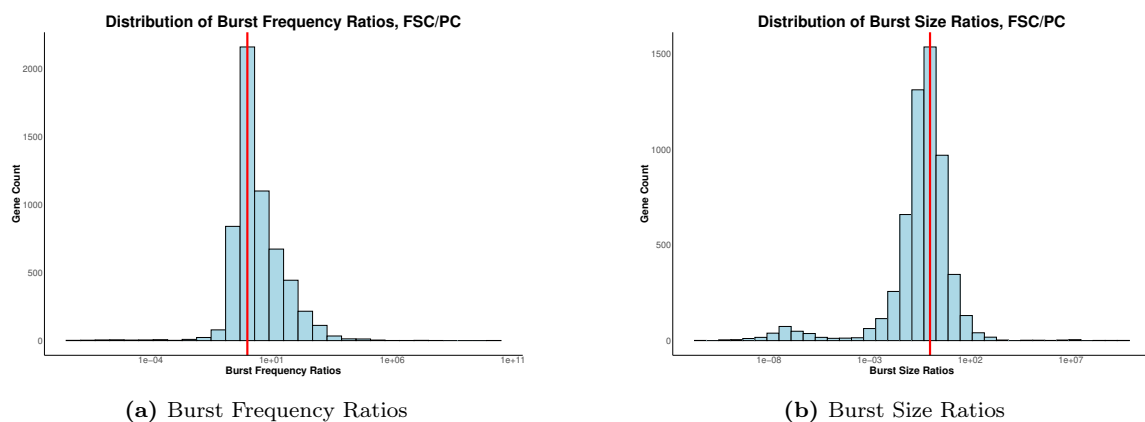 Distribution of Burst Frequency Ratios, FSC/PC
Gene Count
2000
1500
1000
500
0
1e−04
1e+01
1e+06
1e+11
Burst Frequency Ratios
(a) Burst Frequency Ratios
Distribution of Burst Size Ratios, FSC/PC
Gene Count
1500
1000
500
0
1e−08
1e−03
1e+02
1e+07
Burst Size Ratios
(b) Burst Size Ratios